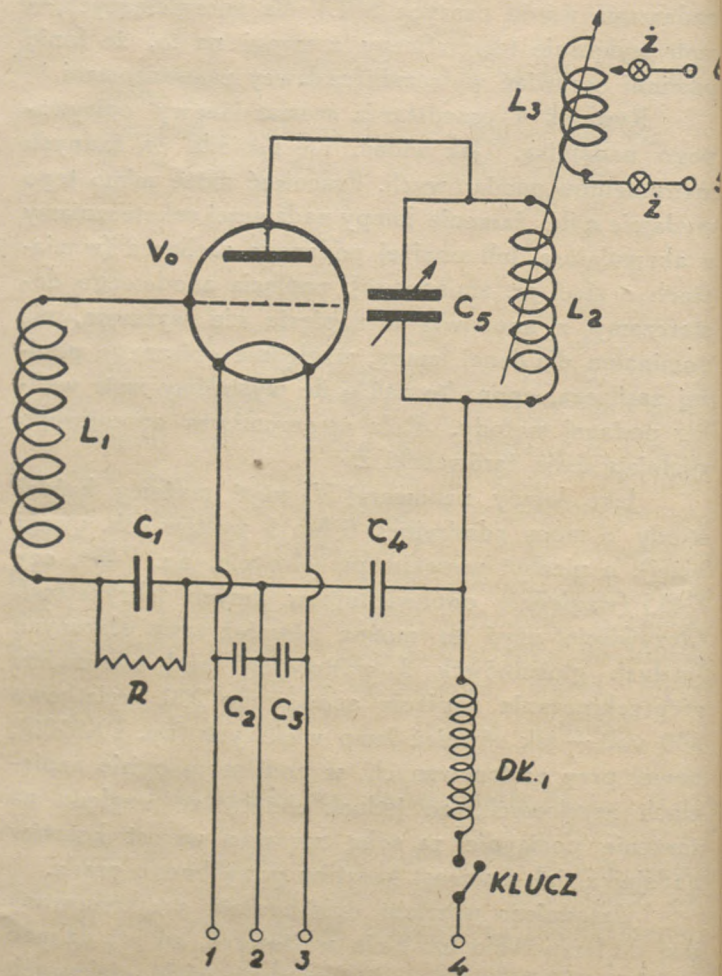 Ż
L₃
Ż
V₀
C₅
L₂
L₁
C₁
C₄
R
C₂ C₃
DŁ.₁
KLUCZ
1 2 3 4